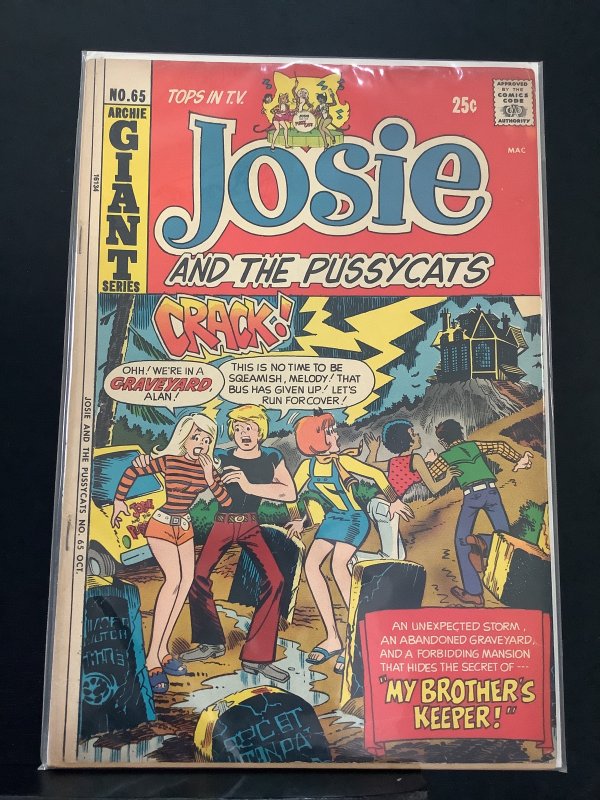 NO.65
ARCHIE
GIANT
SERIES
16134
JOSIE AND THE PUSSYCATS NO. 65 OCT.
TOPS IN T.V.
25¢
APPROVED
BY THE
COMICS
CODE
AUTHORITY
MAC
Josie
AND THE PUSSYCATS
CRACK!
OHH! WE'RE IN A
GRAVEYARD,
ALAN!
THIS IS NO TIME TO BE
SQEAMISH, MELODY! THAT
BUS HAS GIVEN UP! LET'S
RUN FOR COVER!
AN UNEXPECTED STORM,
AN ABANDONED GRAVEYARD,
AND A FORBIDDING MANSION
THAT HIDES THE SECRET OF ---
"MY BROTHER'S
KEEPER!"